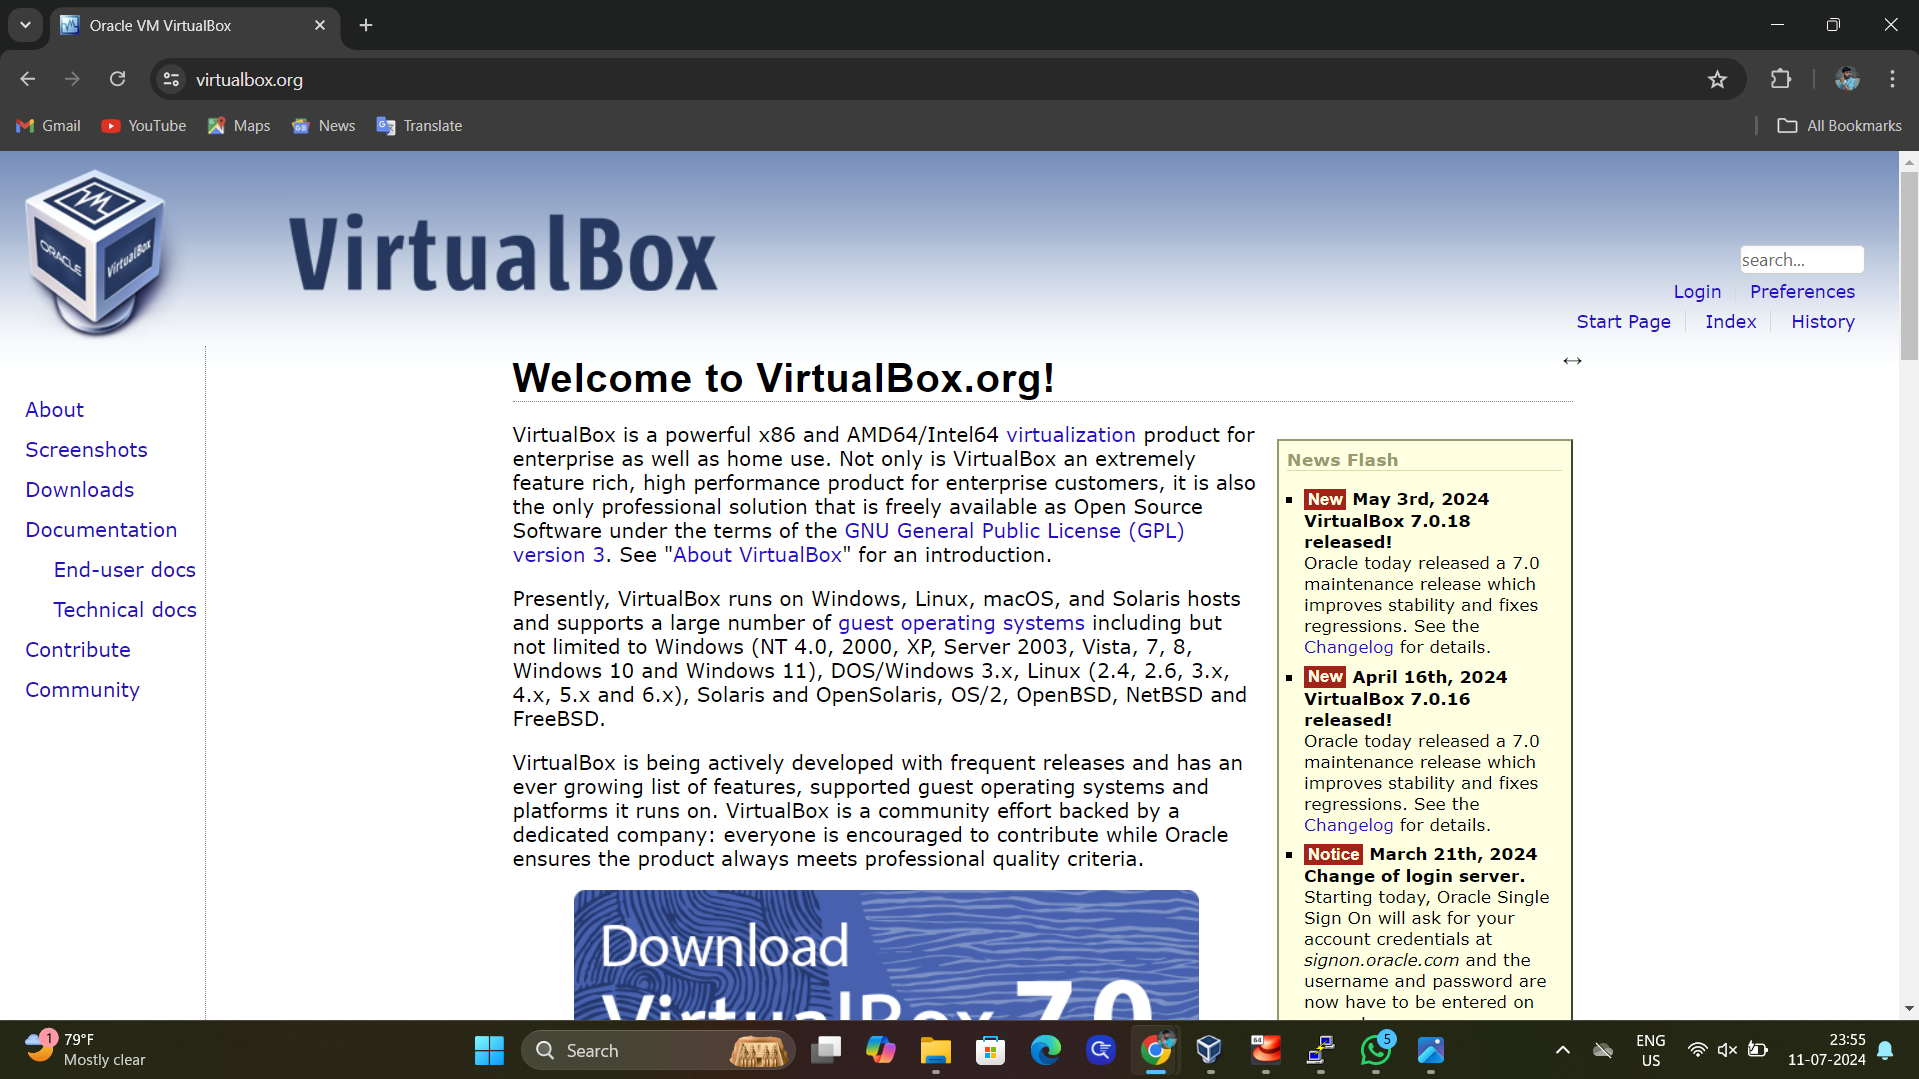 Oracle VM VirtualBox
virtualbox.org
Gmail
YouTube
Maps
News
Translate
All Bookmarks
ORACLE
VirtualBox
VirtualBox
search...
Login
Preferences
Start Page
Index
History
About
Screenshots
Downloads
Documentation
End-user docs
Technical docs
Contribute
Community
Welcome to VirtualBox.org!
VirtualBox is a powerful x86 and AMD64/Intel64 virtualization product for
enterprise as well as home use. Not only is VirtualBox an extremely
feature rich, high performance product for enterprise customers, it is also
the only professional solution that is freely available as Open Source
Software under the terms of the GNU General Public License (GPL)
version 3. See "About VirtualBox" for an introduction.
Presently, VirtualBox runs on Windows, Linux, macOS, and Solaris hosts
and supports a large number of guest operating systems including but
not limited to Windows (NT 4.0, 2000, XP, Server 2003, Vista, 7, 8,
Windows 10 and Windows 11), DOS/Windows 3.x, Linux (2.4, 2.6, 3.x,
4.x, 5.x and 6.x), Solaris and OpenSolaris, OS/2, OpenBSD, NetBSD and
FreeBSD.
VirtualBox is being actively developed with frequent releases and has an
ever growing list of features, supported guest operating systems and
platforms it runs on. VirtualBox is a community effort backed by a
dedicated company: everyone is encouraged to contribute while Oracle
ensures the product always meets professional quality criteria.
Download
VirtualBox 7.0
News Flash
New May 3rd, 2024
VirtualBox 7.0.18
released!
Oracle today released a 7.0
maintenance release which
improves stability and fixes
regressions. See the
Changelog for details.
New April 16th, 2024
VirtualBox 7.0.16
released!
Oracle today released a 7.0
maintenance release which
improves stability and fixes
regressions. See the
Changelog for details.
Notice March 21th, 2024
Change of login server.
Starting today, Oracle Single
Sign On will ask for your
account credentials at
signon.oracle.com and the
username and password are
now have to be entered on
1
79°F
Mostly clear
Search
64
5
ENG
US
23:55
11-07-2024